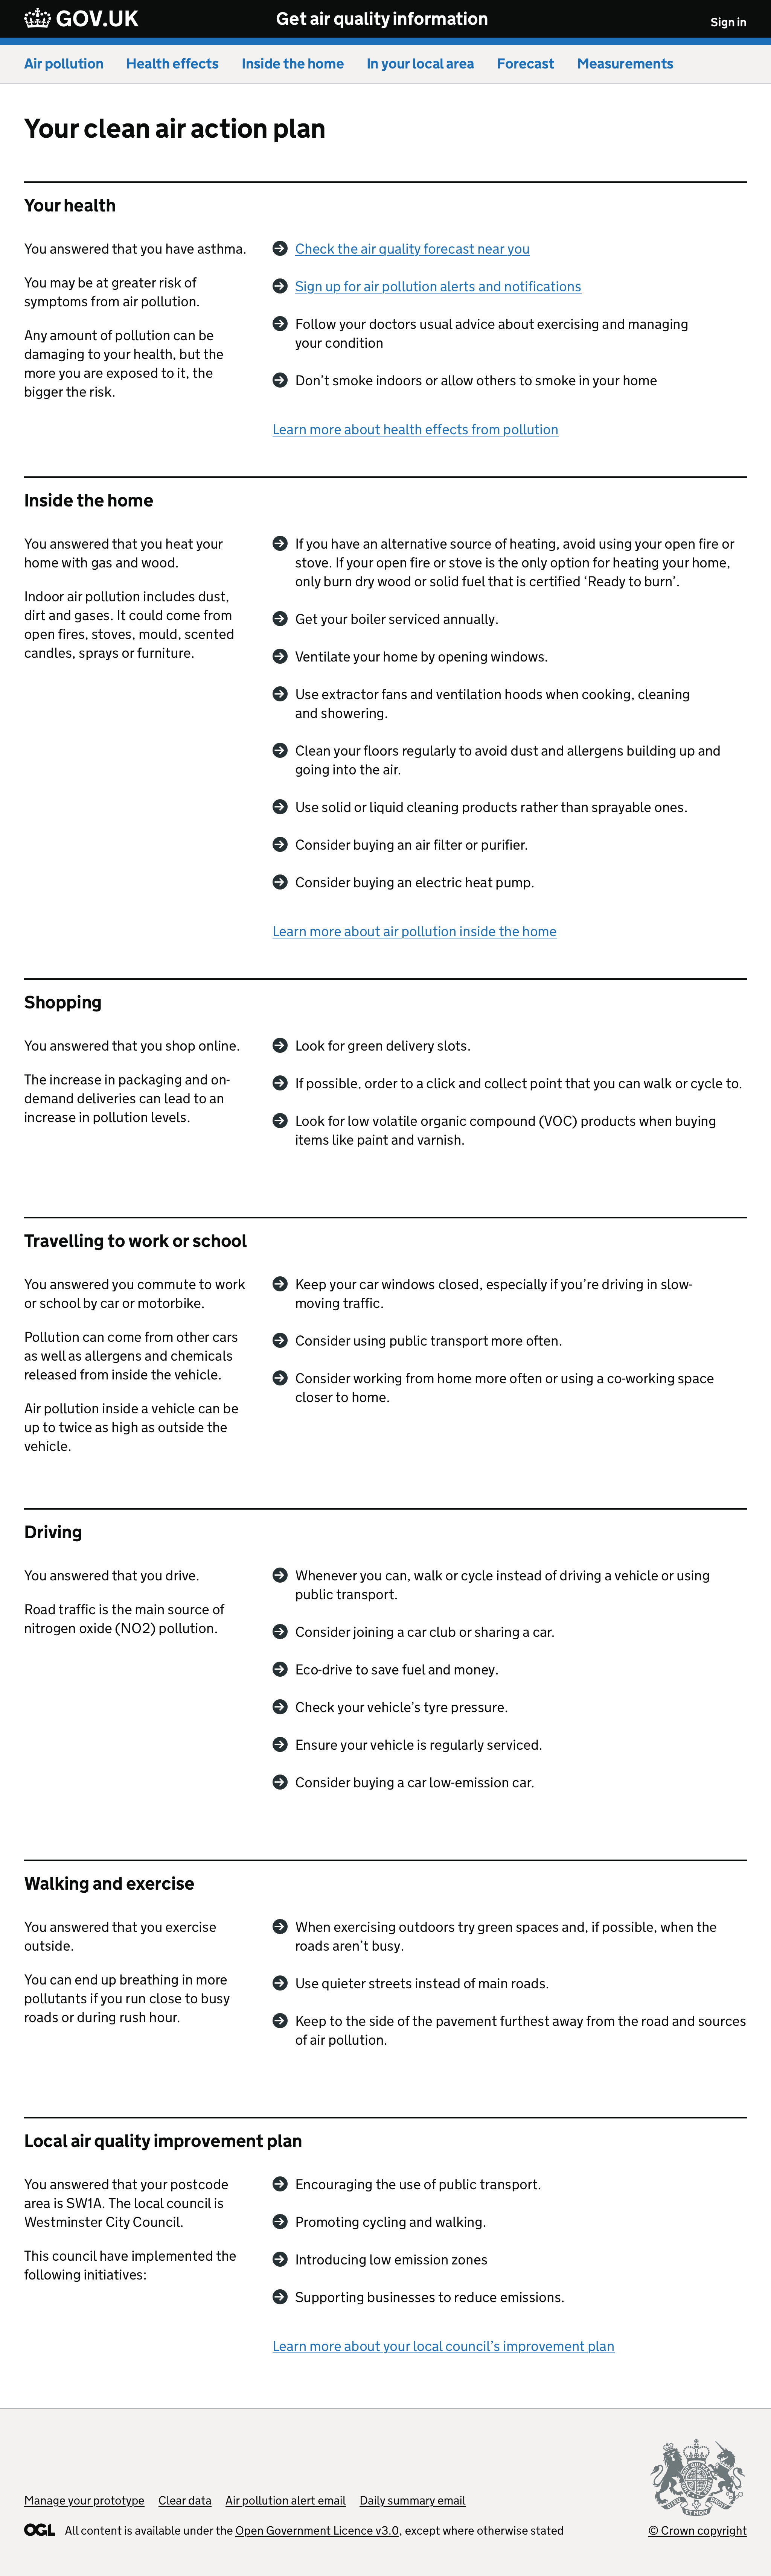 GOV.UK
Get air quality information
Sign in
Air pollution
Health effects
Inside the home
In your local area
Forecast
Measurements
Your clean air action plan
Your health
You answered that you have asthma.
You may be at greater risk of
symptoms from air pollution.
Any amount of pollution can be
damaging to your health, but the
more you are exposed to it, the
bigger the risk.
Check the air quality forecast near you
Sign up for air pollution alerts and notifications
Follow your doctors usual advice about exercising and managing
your condition
Don’t smoke indoors or allow others to smoke in your home
Learn more about health effects from pollution
Inside the home
You answered that you heat your
home with gas and wood.
Indoor air pollution includes dust,
dirt and gases. It could come from
open fires, stoves, mould, scented
candles, sprays or furniture.
If you have an alternative source of heating, avoid using your open fire or
stove. If your open fire or stove is the only option for heating your home,
only burn dry wood or solid fuel that is certified ‘Ready to burn’.
Get your boiler serviced annually.
Ventilate your home by opening windows.
Use extractor fans and ventilation hoods when cooking, cleaning
and showering.
Clean your floors regularly to avoid dust and allergens building up and
going into the air.
Use solid or liquid cleaning products rather than sprayable ones.
Consider buying an air filter or purifier.
Consider buying an electric heat pump.
Learn more about air pollution inside the home
Shopping
You answered that you shop online.
The increase in packaging and on-
demand deliveries can lead to an
increase in pollution levels.
Look for green delivery slots.
If possible, order to a click and collect point that you can walk or cycle to.
Look for low volatile organic compound (VOC) products when buying
items like paint and varnish.
Travelling to work or school
You answered you commute to work
or school by car or motorbike.
Pollution can come from other cars
as well as allergens and chemicals
released from inside the vehicle.
Air pollution inside a vehicle can be
up to twice as high as outside the
vehicle.
Keep your car windows closed, especially if you’re driving in slow-
moving traffic.
Consider using public transport more often.
Consider working from home more often or using a co-working space
closer to home.
Driving
You answered that you drive.
Road traffic is the main source of
nitrogen oxide (NO2) pollution.
Whenever you can, walk or cycle instead of driving a vehicle or using
public transport.
Consider joining a car club or sharing a car.
Eco-drive to save fuel and money.
Check your vehicle’s tyre pressure.
Ensure your vehicle is regularly serviced.
Consider buying a car low-emission car.
Walking and exercise
You answered that you exercise
outside.
You can end up breathing in more
pollutants if you run close to busy
roads or during rush hour.
When exercising outdoors try green spaces and, if possible, when the
roads aren’t busy.
Use quieter streets instead of main roads.
Keep to the side of the pavement furthest away from the road and sources
of air pollution.
Local air quality improvement plan
You answered that your postcode
area is SW1A. The local council is
Westminster City Council.
This council have implemented the
following initiatives:
Encouraging the use of public transport.
Promoting cycling and walking.
Introducing low emission zones
Supporting businesses to reduce emissions.
Learn more about your local council’s improvement plan
Manage your prototype
Clear data
Air pollution alert email
Daily summary email
OGL
All content is available under the Open Government Licence v3.0, except where otherwise stated
© Crown copyright